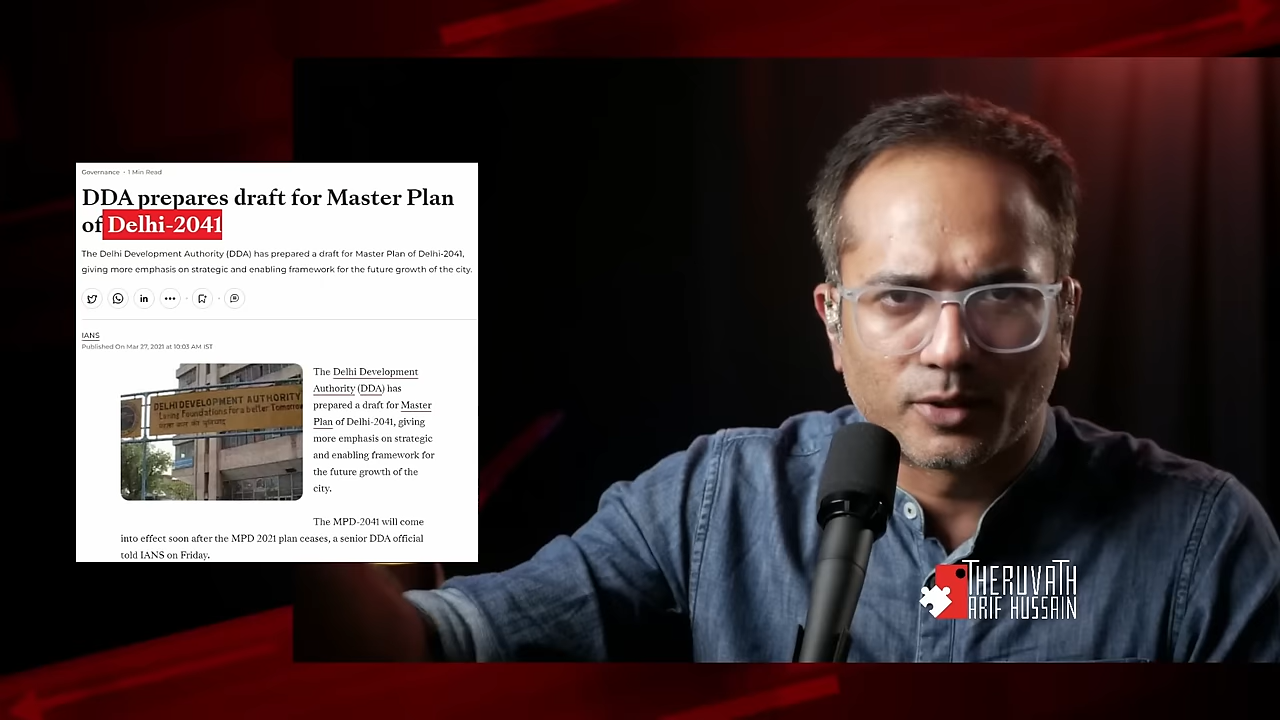 Governance • 1 Min Read
DDA prepares draft for Master Plan
of Delhi-2041
The Delhi Development Authority (DDA) has prepared a draft for Master Plan of Delhi-2041,
giving more emphasis on strategic and enabling framework for the future growth of the city.
in
IANS
Published On Mar 27, 2021 at 10:03 AM IST
DELHI DEVELOPMENT AUTHORITY
Laying Foundations for a better Tomorrow
The Delhi Development
Authority (DDA) has
prepared a draft for Master
Plan of Delhi-2041, giving
more emphasis on strategic
and enabling framework for
the future growth of the
city.
The MPD-2041 will come
into effect soon after the MPD 2021 plan ceases, a senior DDA official
told IANS on Friday.
THERUVATH
ARIF HUSSAIN